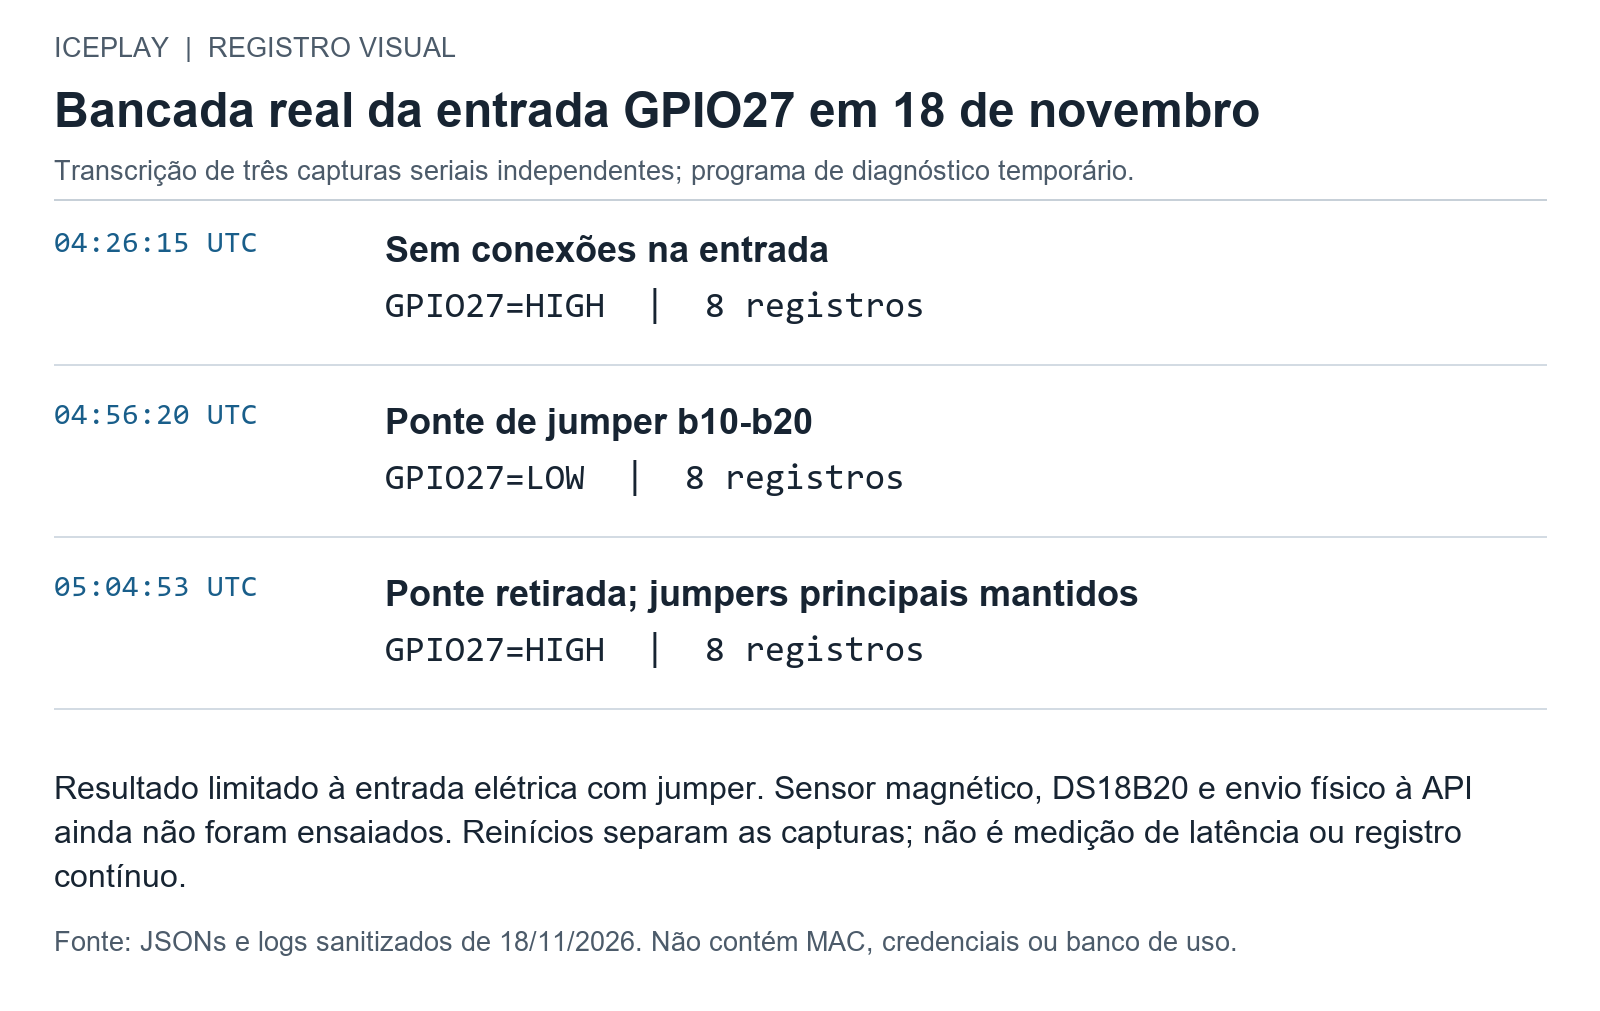 ICEPLAY | REGISTRO VISUAL
Bancada real da entrada GPIO27 em 18 de novembro
Transcrição de três capturas seriais independentes; programa de diagnóstico temporário.
04:26:15 UTC
Sem conexões na entrada
GPIO27=HIGH | 8 registros
04:56:20 UTC
Ponte de jumper b10-b20
GPIO27=LOW | 8 registros
05:04:53 UTC
Ponte retirada; jumpers principais mantidos
GPIO27=HIGH | 8 registros
Resultado limitado à entrada elétrica com jumper. Sensor magnético, DS18B20 e envio físico à API
ainda não foram ensaiados. Reinícios separam as capturas; não é medição de latência ou registro
contínuo.
Fonte: JSONs e logs sanitizados de 18/11/2026. Não contém MAC, credenciais ou banco de uso.